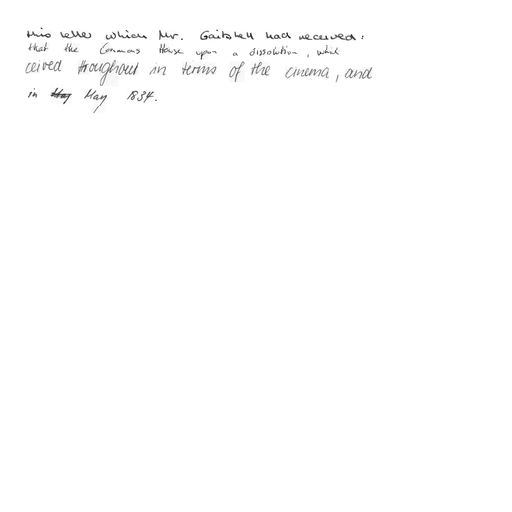 this letter which Mr. Gaitskell had received:
that the Commons House upon a dissolution, which
ceived throughout in terms of the cinema, and
in May May 1834.